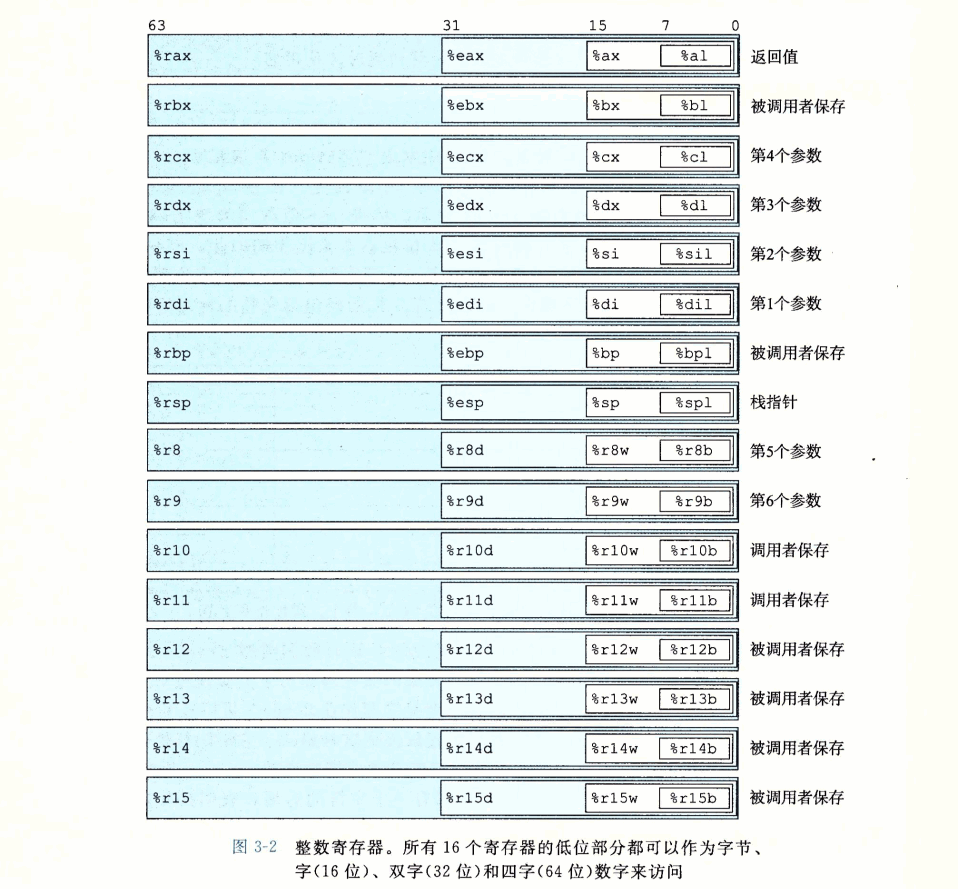 63 31 15 7 0
%rax %eax %ax %al 返回值
%rbx %ebx %bx %bl 被调用者保存
%rcx %ecx %cx %cl 第4个参数
%rdx %edx %dx %dl 第3个参数
%rsi %esi %si %sil 第2个参数
%rdi %edi %di %dil 第1个参数
%rbp %ebp %bp %bpl 被调用者保存
%rsp %esp %sp %spl 栈指针
%r8 %r8d %r8w %r8b 第5个参数
%r9 %r9d %r9w %r9b 第6个参数
%r10 %r10d %r10w %r10b 调用者保存
%r11 %r11d %r11w %r11b 调用者保存
%r12 %r12d %r12w %r12b 被调用者保存
%r13 %r13d %r13w %r13b 被调用者保存
%r14 %r14d %r14w %r14b 被调用者保存
%r15 %r15d %r15w %r15b 被调用者保存
图 3-2 整数寄存器。所有 16 个寄存器的低位部分都可以作为字节、
字(16 位)、双字(32 位)和四字(64 位)数字来访问